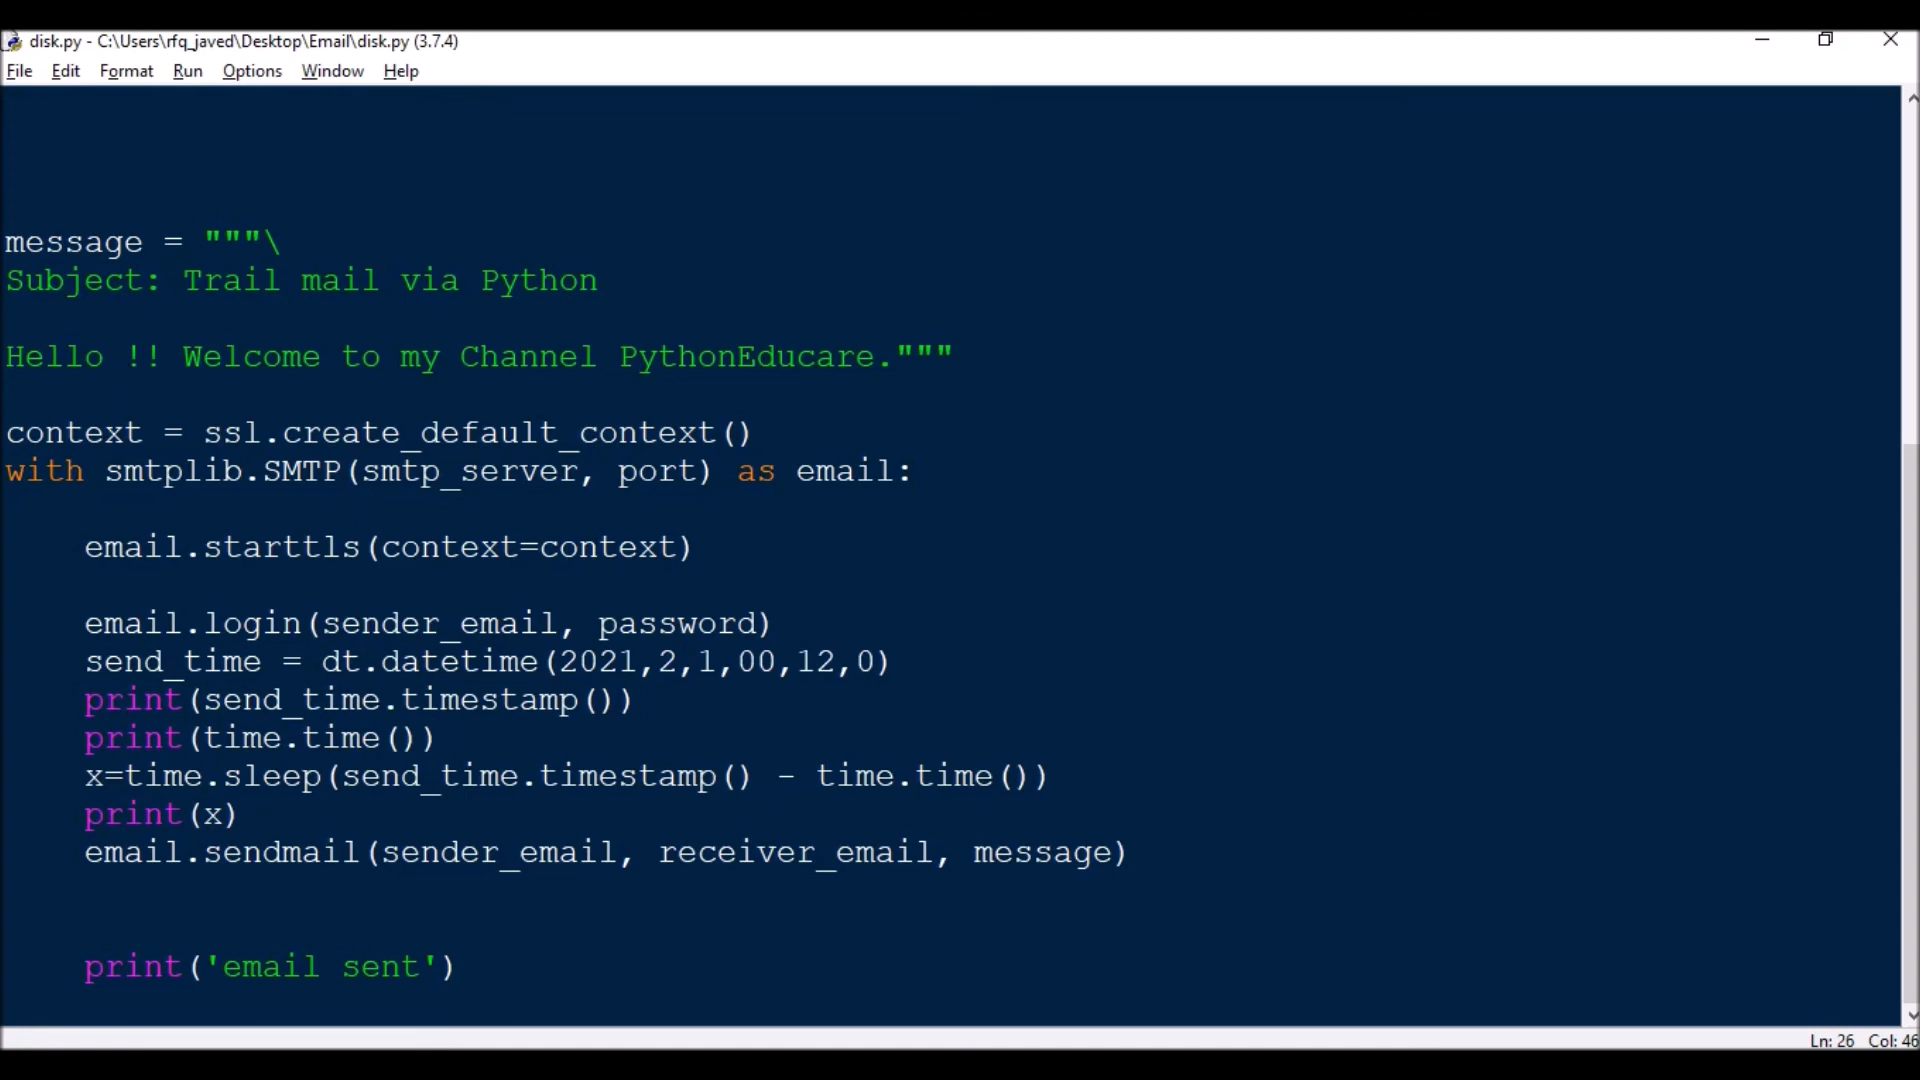 disk.py - C:\Users\rfq_javed\Desktop\Email\disk.py (3.7.4)
File Edit Format Run Options Window Help
message = """\
Subject: Trail mail via Python
Hello !! Welcome to my Channel PythonEducare."""
context = ssl.create_default_context()
with smtplib.SMTP(smtp_server, port) as email:
    email.starttls(context=context)
    email.login(sender_email, password)
    send_time = dt.datetime(2021,2,1,00,12,0)
    print(send_time.timestamp())
    print(time.time())
    x=time.sleep(send_time.timestamp() - time.time())
    print(x)
    email.sendmail(sender_email, receiver_email, message)
    print('email sent')
Ln: 26 Col: 46